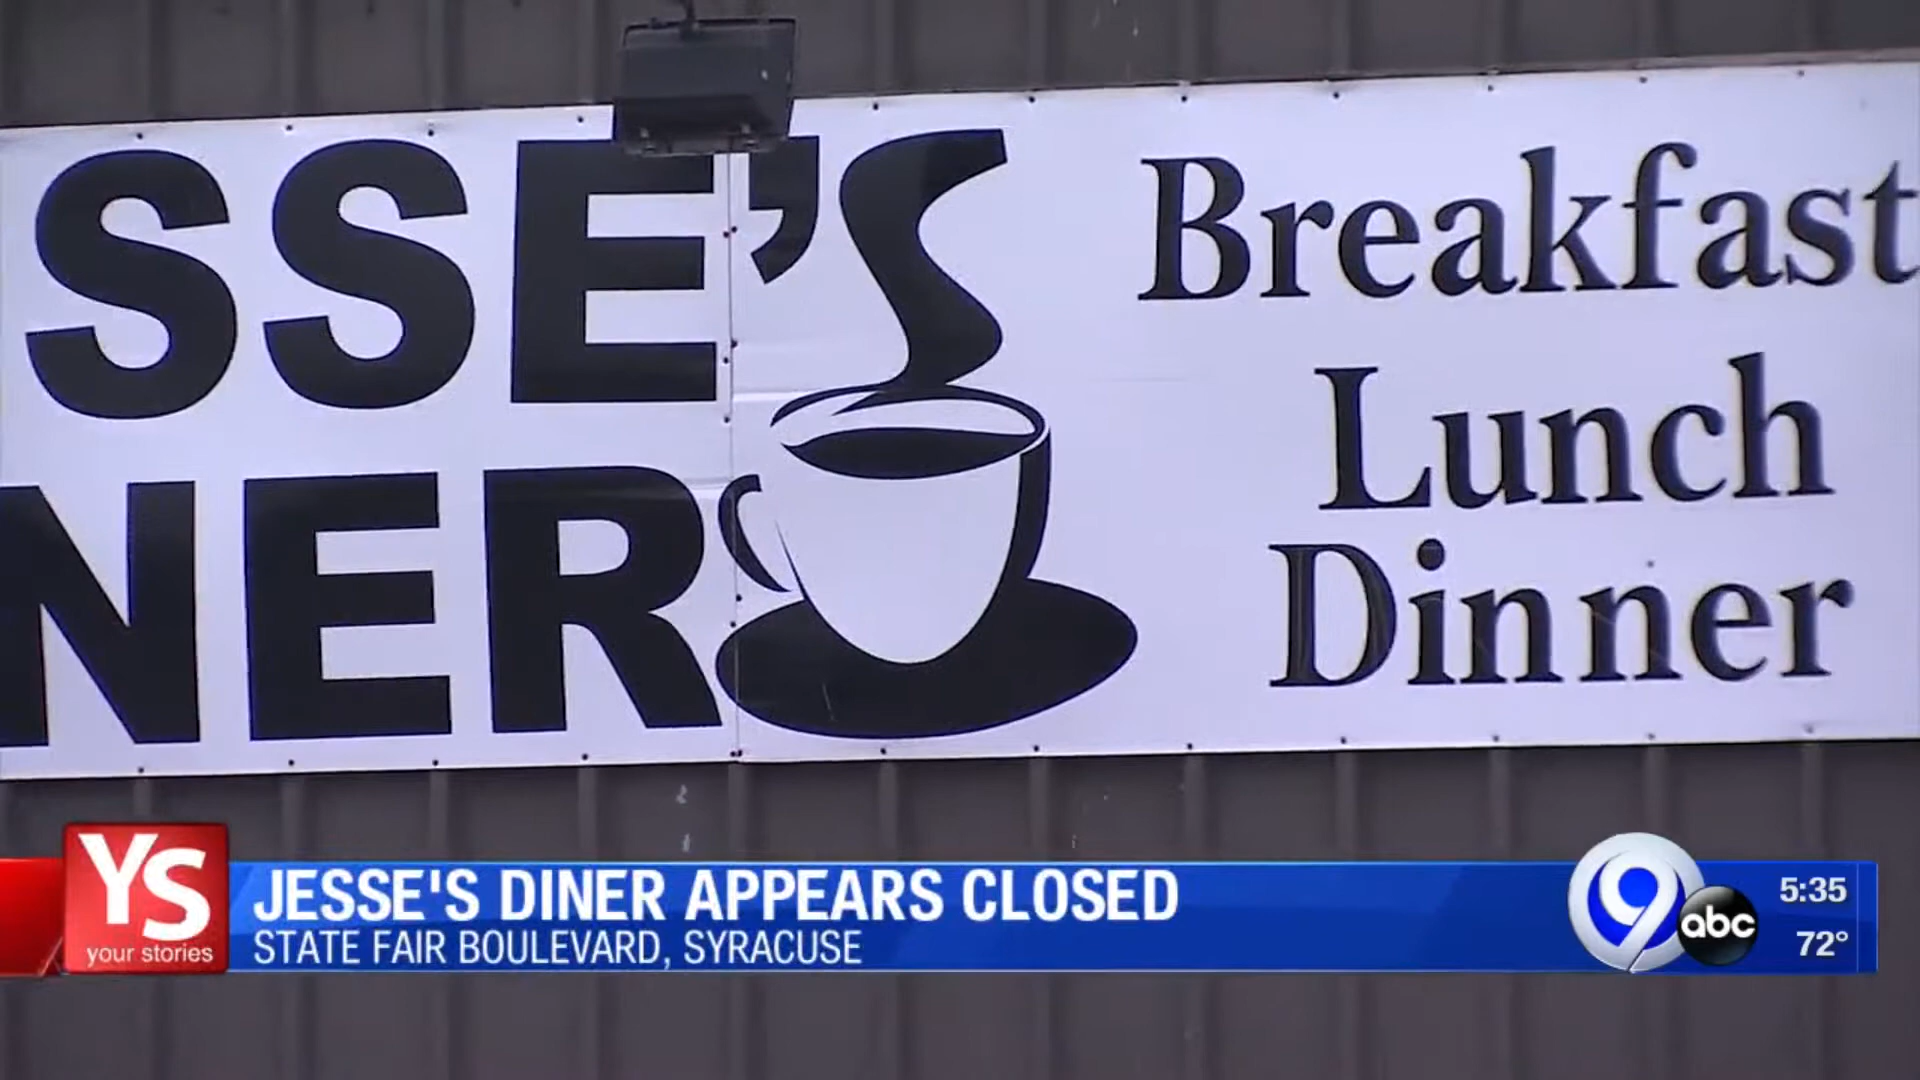 SSE'S
NER
Breakfast
Lunch
Dinner
YS
your stories
JESSE'S DINER APPEARS CLOSED
STATE FAIR BOULEVARD, SYRACUSE
9
abc
5:35
72°